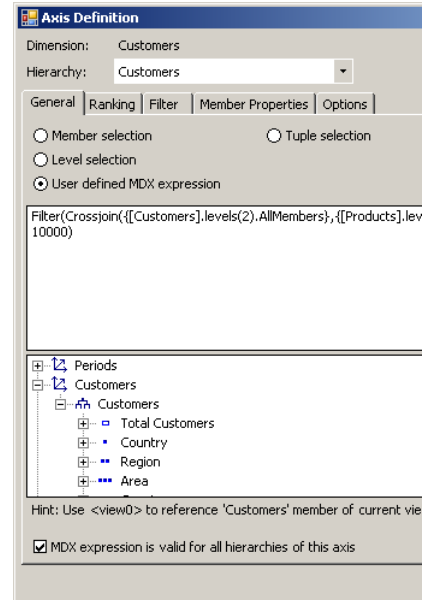 Axis Definition
Dimension: Customers
Hierarchy: Customers
General Ranking Filter Member Properties Options
Member selection Tuple selection
Level selection
User defined MDX expression
Filter(Crossjoin({[Customers].levels(2).AllMembers},{[Products].lev
10000)
Periods
Customers
Customers
Total Customers
Country
Region
Area
Hint: Use <view0> to reference 'Customers' member of current vie
MDX expression is valid for all hierarchies of this axis